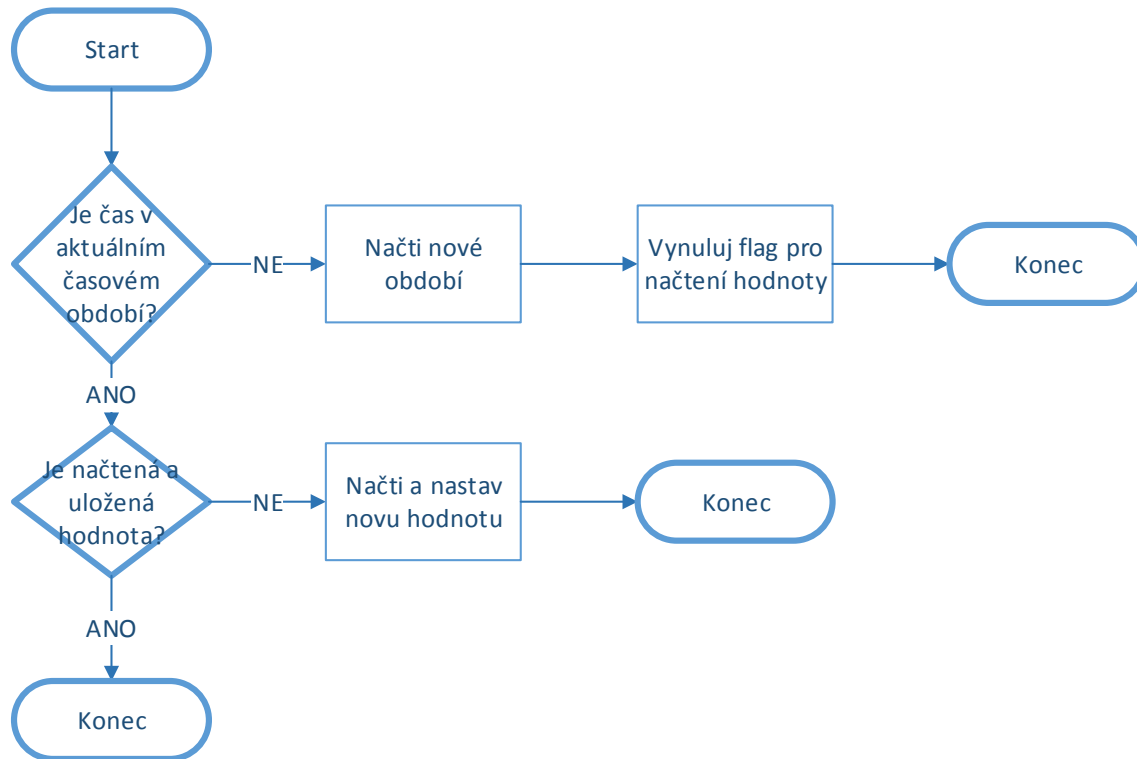 Start
Je čas v
aktuálním
časovém
období?
NE
Načti nové
období
Vynuluj flag pro
načtení hodnoty
Konec
ANO
Je načtená a
uložená
hodnota?
NE
Načti a nastav
novu hodnotu
Konec
ANO
Konec